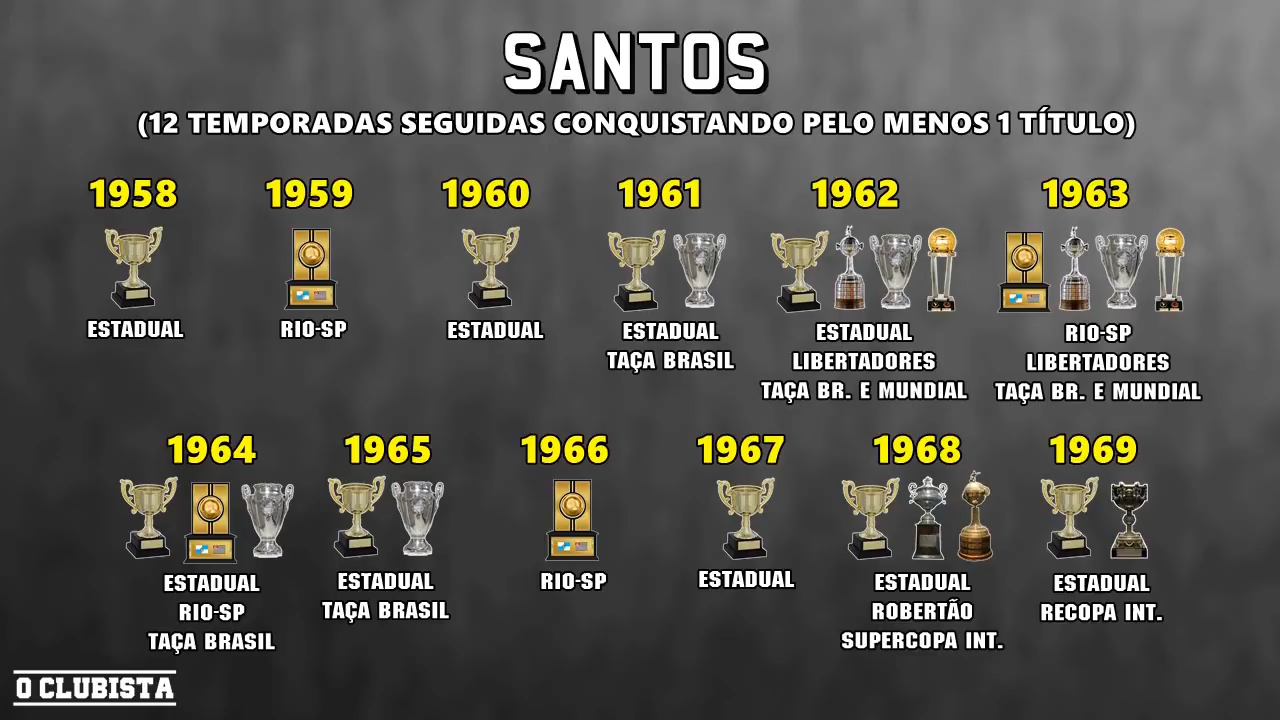 SANTOS
(12 TEMPORADAS SEGUIDAS CONQUISTANDO PELO MENOS 1 TÍTULO)
1958
ESTADUAL
1959
RIO-SP
1960
ESTADUAL
1961
ESTADUAL
TAÇA BRASIL
1962
ESTADUAL
LIBERTADORES
TAÇA BR. E MUNDIAL
1963
RIO-SP
LIBERTADORES
TAÇA BR. E MUNDIAL
1964
ESTADUAL
RIO-SP
TAÇA BRASIL
1965
ESTADUAL
TAÇA BRASIL
1966
RIO-SP
1967
ESTADUAL
1968
ESTADUAL
ROBERTÃO
SUPERCOPA INT.
1969
ESTADUAL
RECOPA INT.
O CLUBISTA